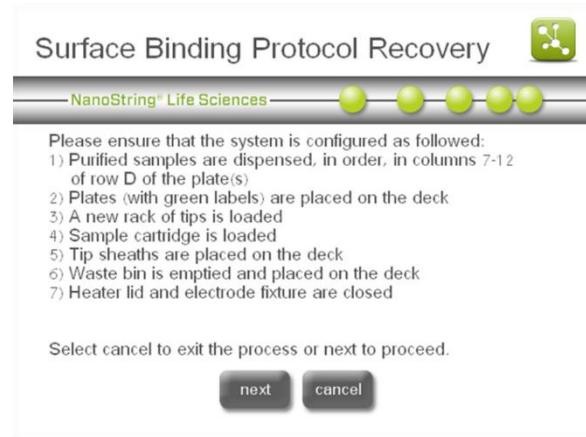 Surface Binding Protocol Recovery
NanoString® Life Sciences
Please ensure that the system is configured as followed:
1) Purified samples are dispensed, in order, in columns 7-12
of row D of the plate(s)
2) Plates (with green labels) are placed on the deck
3) A new rack of tips is loaded
4) Sample cartridge is loaded
5) Tip sheaths are placed on the deck
6) Waste bin is emptied and placed on the deck
7) Heater lid and electrode fixture are closed
Select cancel to exit the process or next to proceed.
next cancel